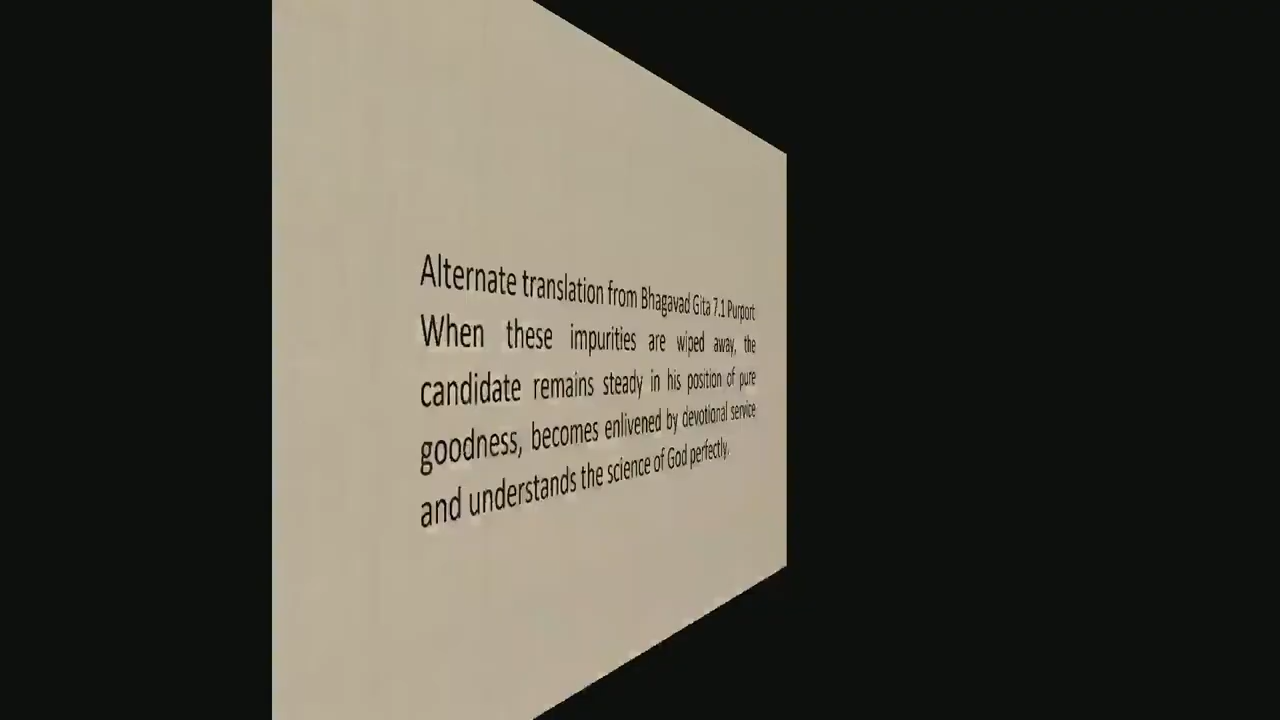 Alternate translation from Bhagavad Gita 7.1 Purport
When these impurities are wiped away, the
candidate remains steady in his position of pure
goodness, becomes enlivened by devotional service
and understands the science of God perfectly.